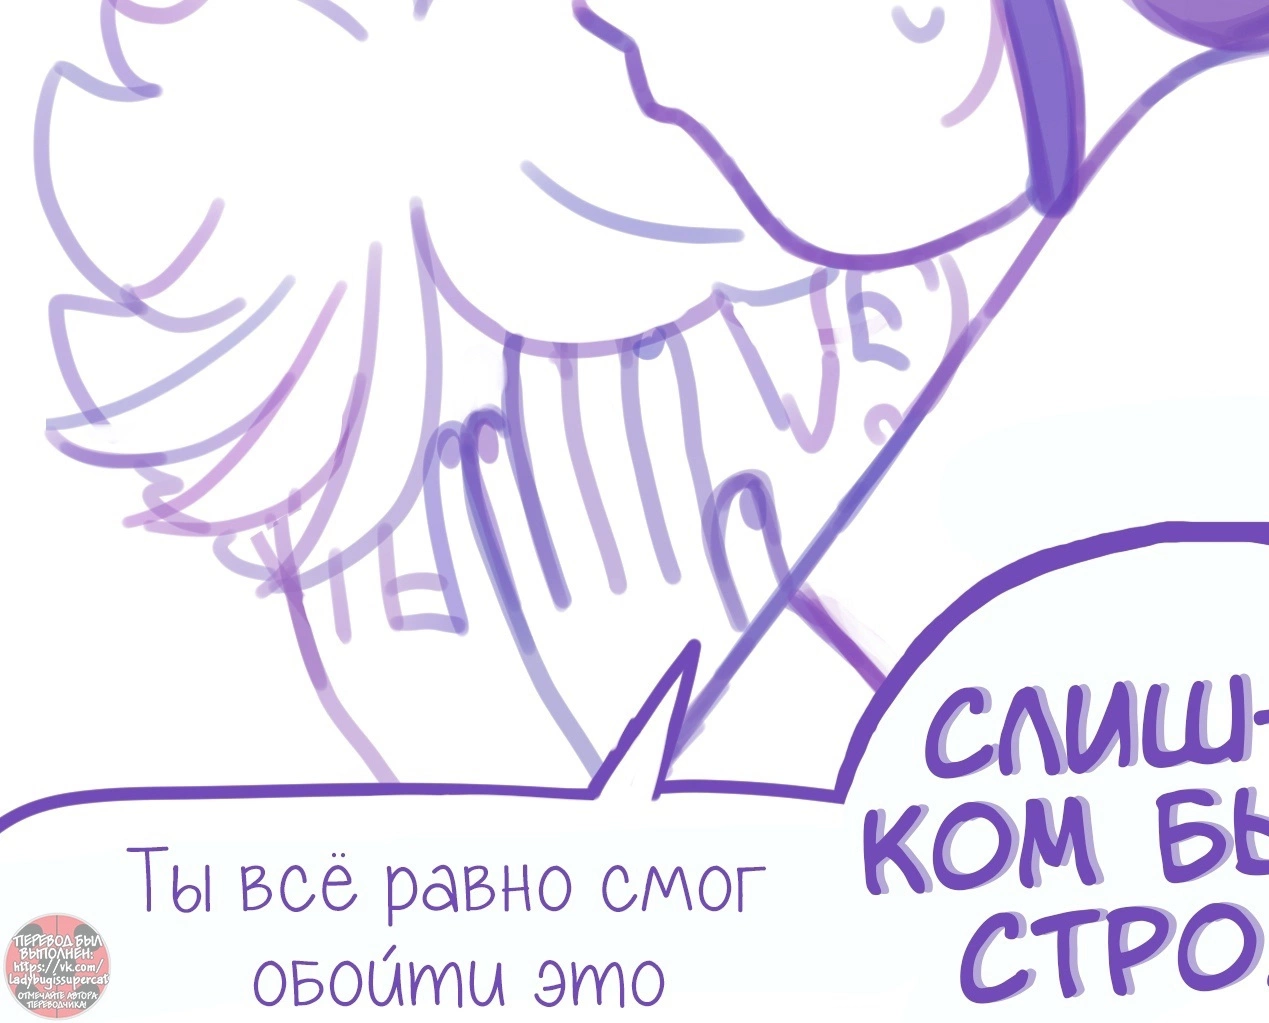 Ты всё равно смог
обойти это
СЛИШ-
КОМ БЫ
СТРО.
ПЕРЕВОД БЫЛ
ВЫПОЛНЕН:
https://vk.com/
Ladybugissupercat
ОТМЕЧАЙТЕ АВТОРА
ПЕРЕВОДЧИКА!